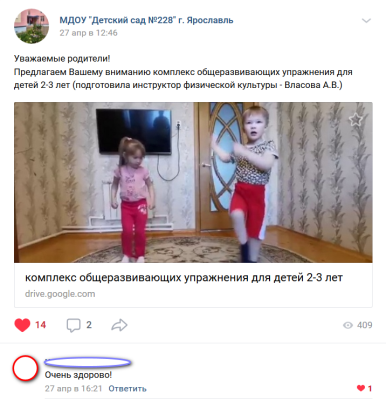 МДОУ "Детский сад №228" г. Ярославль
27 апр в 12:46
Уважаемые родители!
Предлагаем Вашему вниманию комплекс общеразвивающих упражнения для
детей 2-3 лет (подготовила инструктор физической культуры - Власова А.В.)
комплекс общеразвивающих упражнения для детей 2-3 лет
drive.google.com
14 2 409
Очень здорово!
27 апр в 16:21 Ответить 1